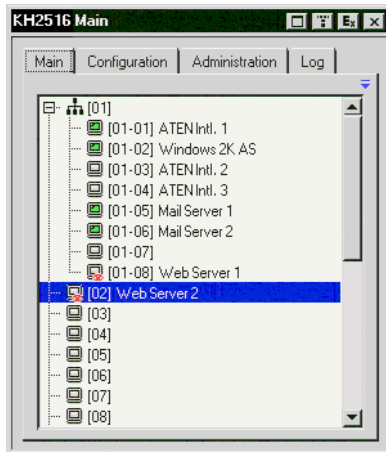 KH2516 Main
Main Configuration Administration Log
[01]
[01-01] ATEN Intl. 1
[01-02] Windows 2K AS
[01-03] ATEN Intl. 2
[01-04] ATEN Intl. 3
[01-05] Mail Server 1
[01-06] Mail Server 2
[01-07]
[01-08] Web Server 1
[02] Web Server 2
[03]
[04]
[05]
[06]
[07]
[08]